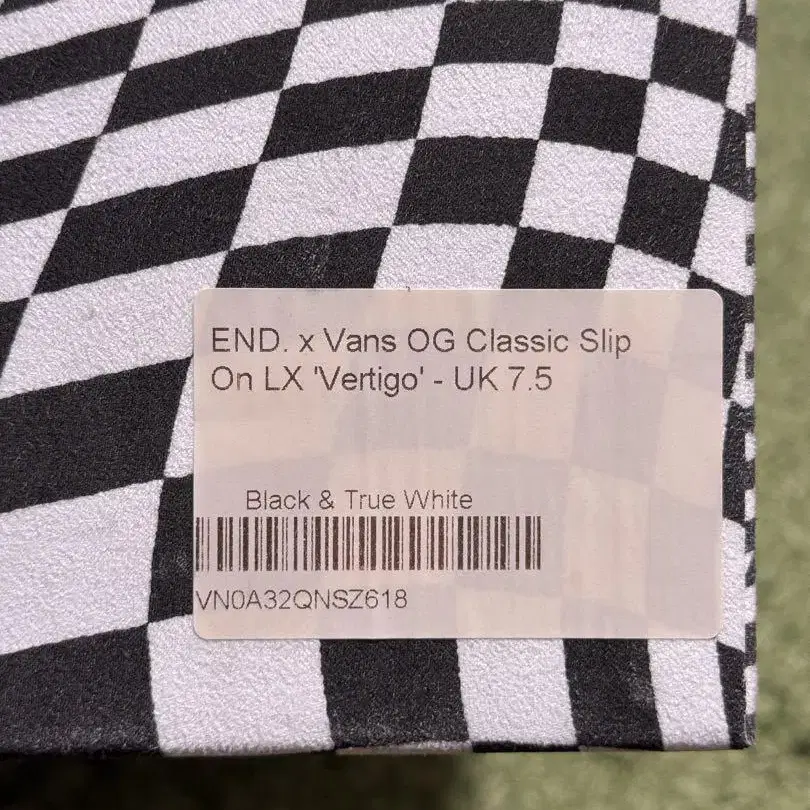 END. x Vans OG Classic Slip
On LX 'Vertigo' - UK 7.5
Black & True White
VN0A32QNSZ618